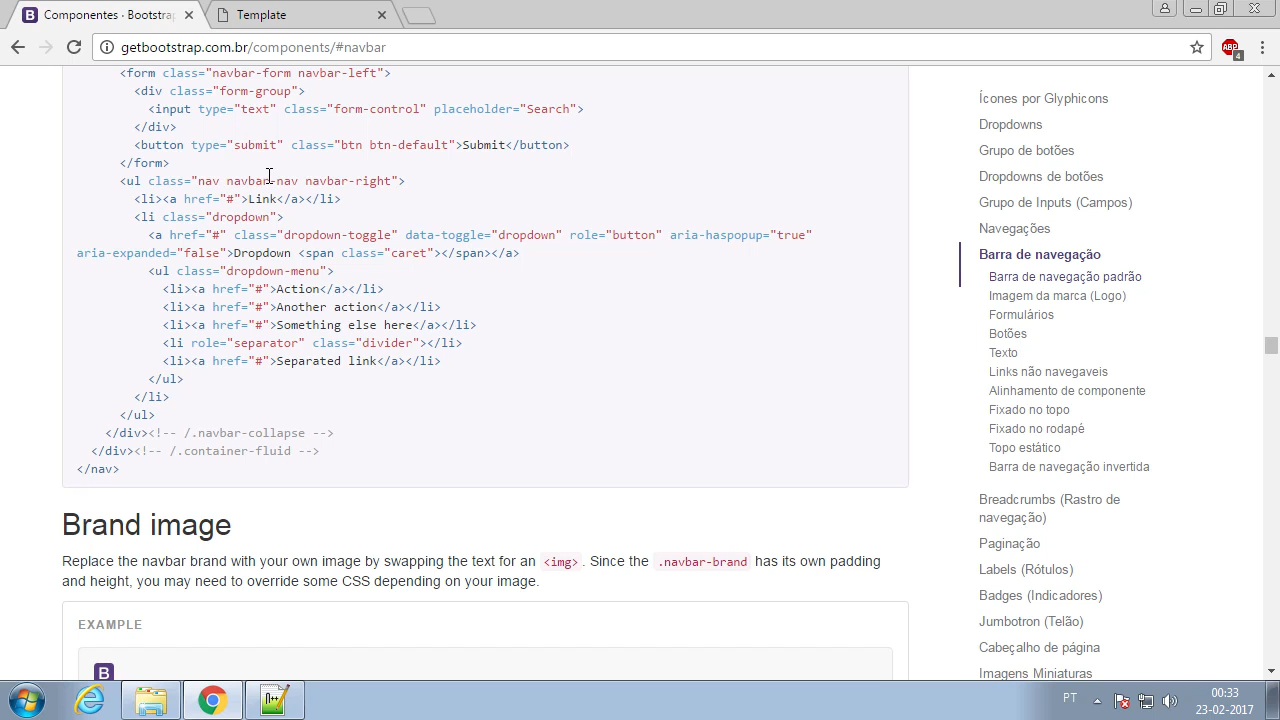 Componentes · Bootstrap
Template
getbootstrap.com.br/components/#navbar
ABP
4
<form class="navbar-form navbar-left">
<div class="form-group">
<input type="text" class="form-control" placeholder="Search">
</div>
<button type="submit" class="btn btn-default">Submit</button>
</form>
<ul class="nav navbar-nav navbar-right">
<li><a href="#">Link</a></li>
<li class="dropdown">
<a href="#" class="dropdown-toggle" data-toggle="dropdown" role="button" aria-haspopup="true"
aria-expanded="false">Dropdown <span class="caret"></span></a>
<ul class="dropdown-menu">
<li><a href="#">Action</a></li>
<li><a href="#">Another action</a></li>
<li><a href="#">Something else here</a></li>
<li role="separator" class="divider"></li>
<li><a href="#">Separated link</a></li>
</ul>
</li>
</ul>
</div><!-- /.navbar-collapse -->
</div><!-- /.container-fluid -->
</nav>
Brand image
Replace the navbar brand with your own image by swapping the text for an <img>. Since the .navbar-brand has its own padding
and height, you may need to override some CSS depending on your image.
EXAMPLE
B
Ícones por Glyphicons
Dropdowns
Grupo de botões
Dropdowns de botões
Grupo de Inputs (Campos)
Navegações
Barra de navegação
Barra de navegação padrão
Imagem da marca (Logo)
Formulários
Botões
Texto
Links não navegaveis
Alinhamento de componente
Fixado no topo
Fixado no rodapé
Topo estático
Barra de navegação invertida
Breadcrumbs (Rastro de
navegação)
Paginação
Labels (Rótulos)
Badges (Indicadores)
Jumbotron (Telão)
Cabeçalho de página
Imagens Miniaturas
PT
00:33
23-02-2017